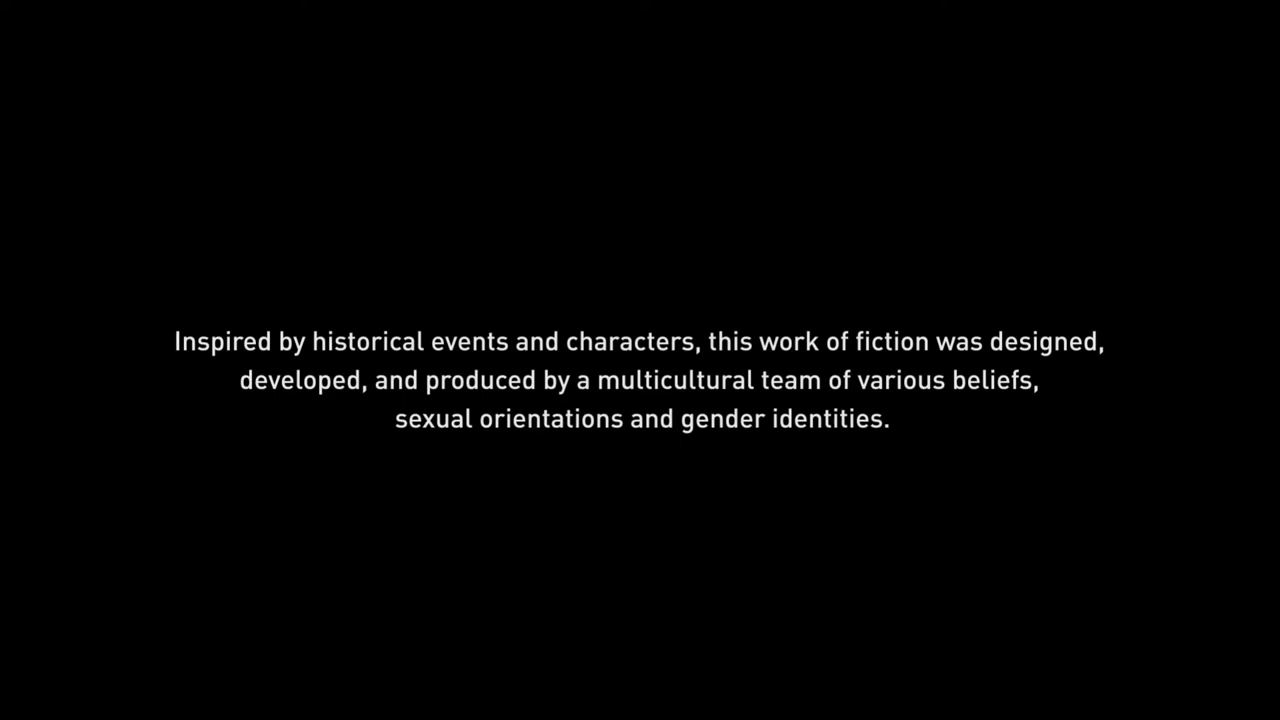 Inspired by historical events and characters, this work of fiction was designed,
developed, and produced by a multicultural team of various beliefs,
sexual orientations and gender identities.